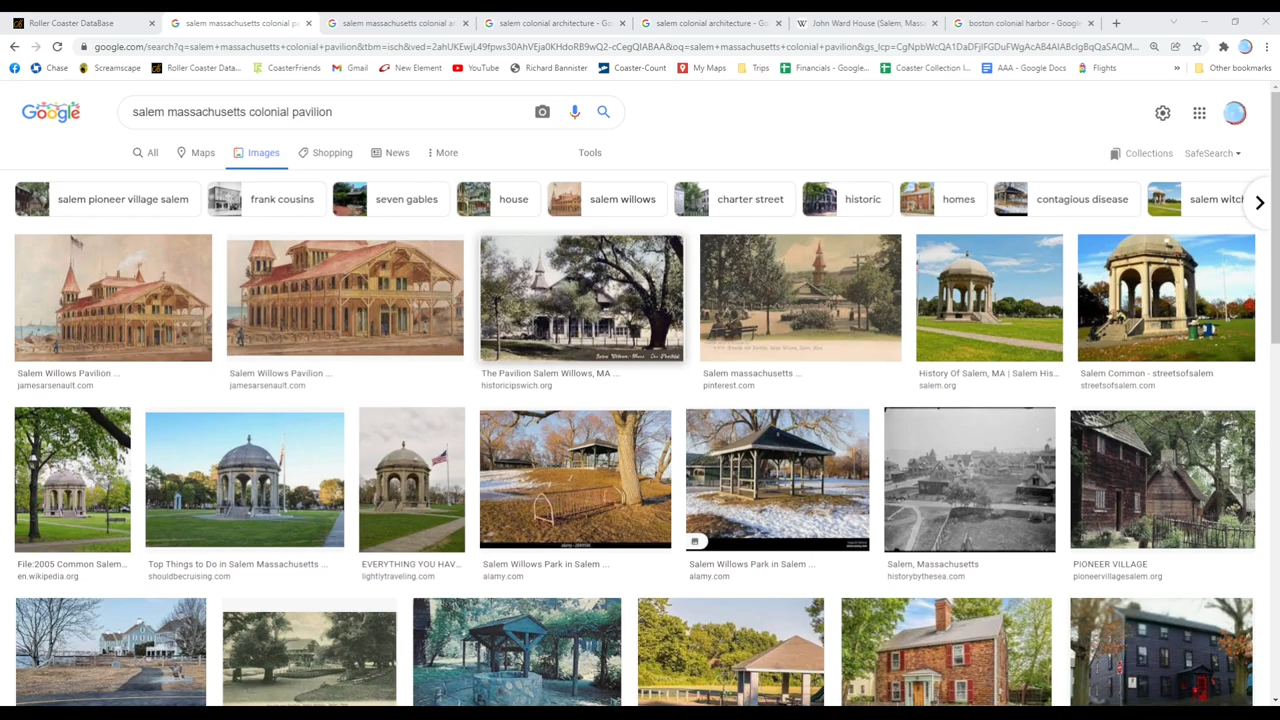 Roller Coaster DataBase
salem massachusetts colonial pa
salem massachusetts colonial ar
salem colonial architecture - Go
salem colonial architecture - Go
John Ward House (Salem, Massa
boston colonial harbor - Google
google.com/search?q=salem+massachusetts+colonial+pavilion&tbm=isch&ved=2ahUKEwjL49fpws30AhVEja0KHdoRB9wQ2-cCegQIABAA&oq=salem+massachusetts+colonial+pavilion&gs_lcp=CgNpbWcQA1DaDFjIFGDuFWgAcAB4AIABcIgBqQaSAQM...
Chase
Screamscape
Roller Coaster Data...
CoasterFriends
Gmail
New Element
YouTube
Richard Bannister
Coaster-Count
My Maps
Trips
Financials - Google...
Coaster Collection I...
AAA - Google Docs
Flights
»
Other bookmarks
Google
salem massachusetts colonial pavilion
All
Maps
Images
Shopping
News
More
Tools
Collections
SafeSearch
salem pioneer village salem
frank cousins
seven gables
house
salem willows
charter street
historic
homes
contagious disease
salem witch
Salem Willows Pavilion ...
jamesarsenault.com
Salem Willows Pavilion ...
jamesarsenault.com
The Pavilion Salem Willows, MA ...
historicipswich.org
Salem massachusetts ...
pinterest.com
History Of Salem, MA | Salem His...
salem.org
Salem Common - streetsofsalem
streetsofsalem.com
File:2005 Common Salem...
en.wikipedia.org
Top Things to Do in Salem Massachusetts ...
shouldbecruising.com
EVERYTHING YOU HAV...
lightlytraveling.com
Salem Willows Park in Salem ...
alamy.com
Salem Willows Park in Salem ...
alamy.com
Salem, Massachusetts
historybythesea.com
PIONEER VILLAGE
pioneervillagesalem.org